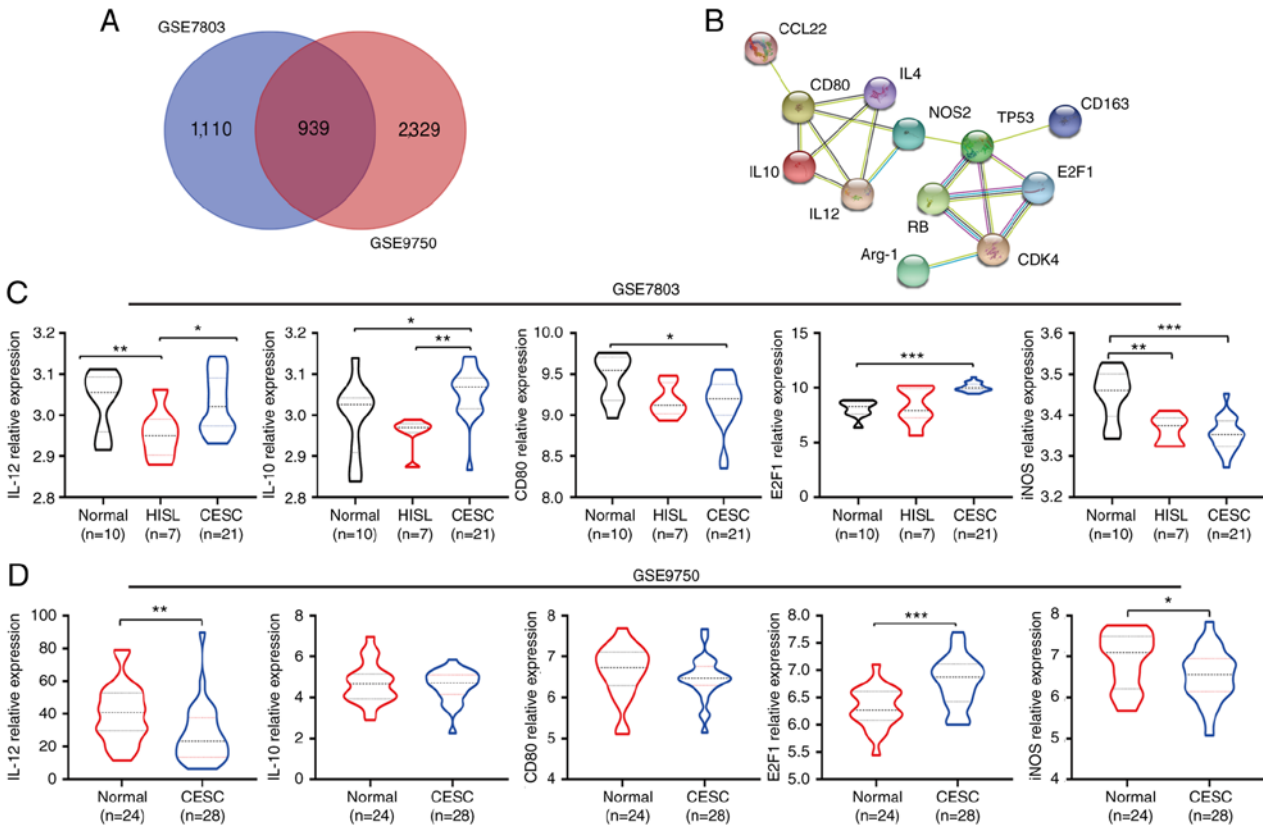 A
GSE7803
1,110
939
2,329
GSE9750
B
CCL22
CD80
IL4
NOS2
TP53
CD163
IL10
IL12
RB
E2F1
Arg-1
CDK4
C
GSE7803
IL-12 relative expression
3.2
3.1
3.0
2.9
2.8
** *
Normal HISL CESC
(n=10) (n=7) (n=21)
IL-10 relative expression
3.2
3.1
3.0
2.9
2.8
*
**
Normal HISL CESC
(n=10) (n=7) (n=21)
CD80 relative expression
10.0
9.5
9.0
8.5
8.0
*
Normal HISL CESC
(n=10) (n=7) (n=21)
E2F1 relative expression
15
10
5
0
***
Normal HISL CESC
(n=10) (n=7) (n=21)
iNOS relative expression
3.6
3.5
3.4
3.3
3.2
***
**
Normal HISL CESC
(n=10) (n=7) (n=21)
D
GSE9750
IL-12 relative expression
100
80
60
40
20
0
**
Normal CESC
(n=24) (n=28)
IL-10 relative expression
8
6
4
2
0
Normal CESC
(n=24) (n=28)
CD80 relative expression
8
7
6
5
4
Normal CESC
(n=24) (n=28)
E2F1 relative expression
8.0
7.5
7.0
6.5
6.0
5.5
5.0
***
Normal CESC
(n=24) (n=28)
iNOS relative expression
8
7
6
5
4
*
Normal CESC
(n=24) (n=28)